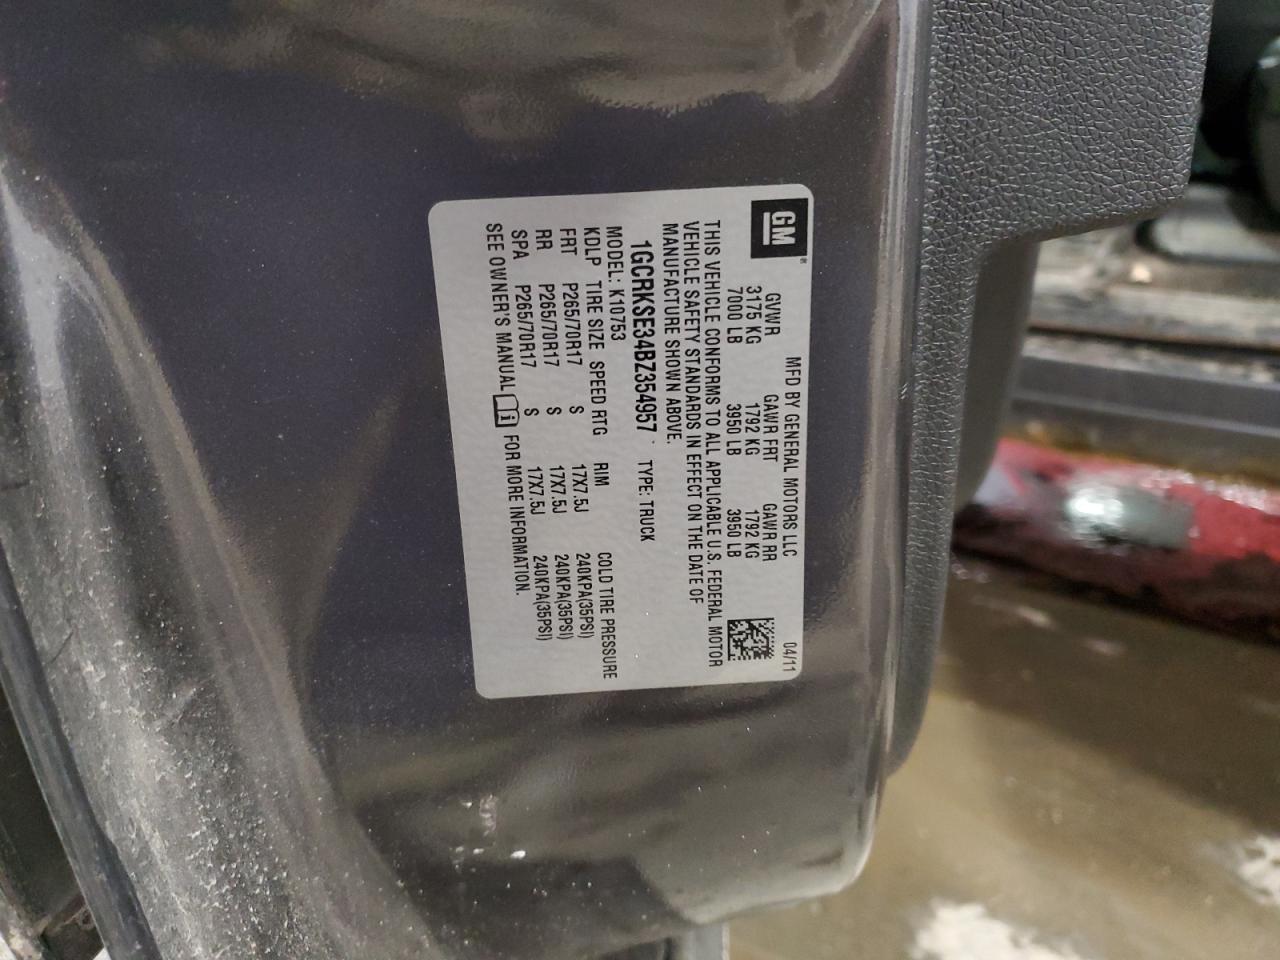 GM
®
MFD BY GENERAL MOTORS LLC 04/11
GVWR GAWR FRT GAWR RR
3175 KG 1792 KG 1792 KG
7000 LB 3950 LB 3950 LB
THIS VEHICLE CONFORMS TO ALL APPLICABLE U.S. FEDERAL MOTOR
VEHICLE SAFETY STANDARDS IN EFFECT ON THE DATE OF
MANUFACTURE SHOWN ABOVE.
1GCRKSE34BZ354957 TYPE: TRUCK
MODEL: K10753
KDLP TIRE SIZE SPEED RTG RIM COLD TIRE PRESSURE
FRT P265/70R17 S 17X7.5J 240KPA(35PSI)
RR P265/70R17 S 17X7.5J 240KPA(35PSI)
SPA P265/70R17 S 17X7.5J 240KPA(35PSI)
SEE OWNER'S MANUAL i FOR MORE INFORMATION.